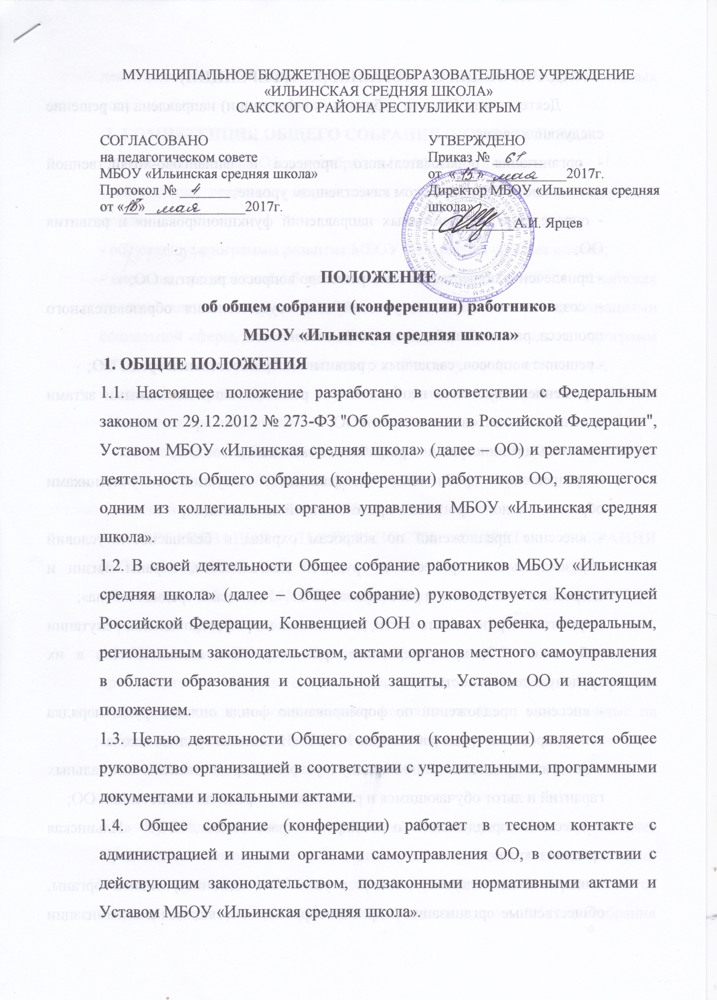 МУНИЦИПАЛЬНОЕ БЮДЖЕТНОЕ ОБЩЕОБРАЗОВАТЕЛЬНОЕ УЧРЕЖДЕНИЕ
«ИЛЬИНСКАЯ СРЕДНЯЯ ШКОЛА»
САКСКОГО РАЙОНА РЕСПУБЛИКИ КРЫМ
СОГЛАСОВАНО
на педагогическом совете
МБОУ «Ильинская средняя школа»
Протокол №
от « » мая 2017г.
УТВЕРЖДЕНО
Приказ №
от «13» мая 2017г.
Директор МБОУ «Ильинская средняя
школа»
А.И. Ярцев
ПОЛОЖЕНИЕ
об общем собрании (конференции) работников
МБОУ «Ильинская средняя школа»
1. ОБЩИЕ ПОЛОЖЕНИЯ
1.1. Настоящее положение разработано в соответствии с Федеральным
законом от 29.12.2012 № 273-ФЗ "Об образовании в Российской Федерации",
Уставом МБОУ «Ильинская средняя школа» (далее – ОО) и регламентирует
деятельность Общего собрания (конференции) работников ОО, являющегося
одним из коллегиальных органов управления МБОУ «Ильинская средняя
школа».
1.2. В своей деятельности Общее собрание работников МБОУ «Ильиснкая
средняя школа» (далее – Общее собрание) руководствуется Конституцией
Российской Федерации, Конвенцией ООН о правах ребенка, федеральным,
региональным законодательством, актами органов местного самоуправления
в области образования и социальной защиты, Уставом ОО и настоящим
положением.
1.3. Целью деятельности Общего собрания (конференции) является общее
руководство организацией в соответствии с учредительными, программными
документами и локальными актами.
1.4. Общее собрание (конференции) работает в тесном контакте с
администрацией и иными органами самоуправления ОО, в соответствии с
действующим законодательством, подзаконными нормативными актами и
Уставом МБОУ «Ильинская средняя школа».